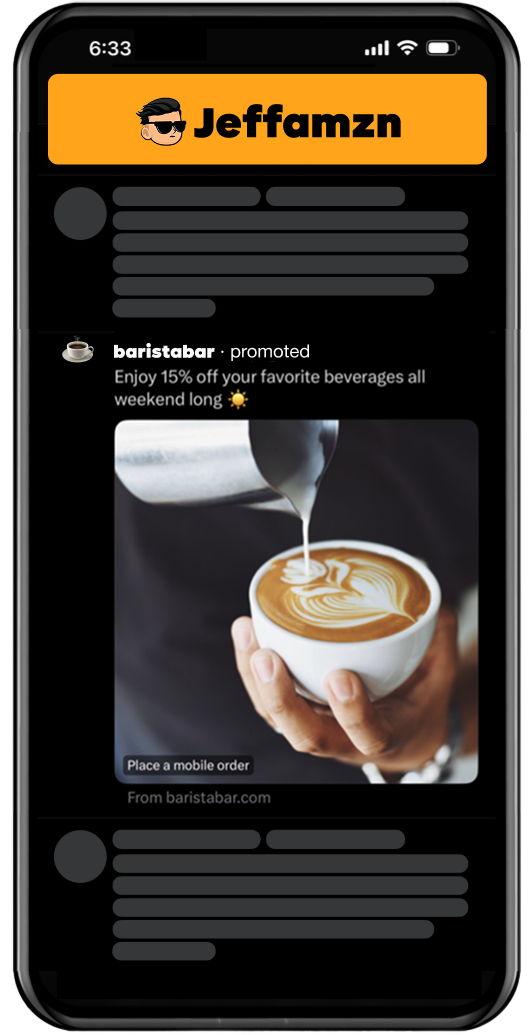 6:33
Jeffamzn
baristabar · promoted
Enjoy 15% off your favorite beverages all
weekend long ☀️
Place a mobile order
From baristabar.com